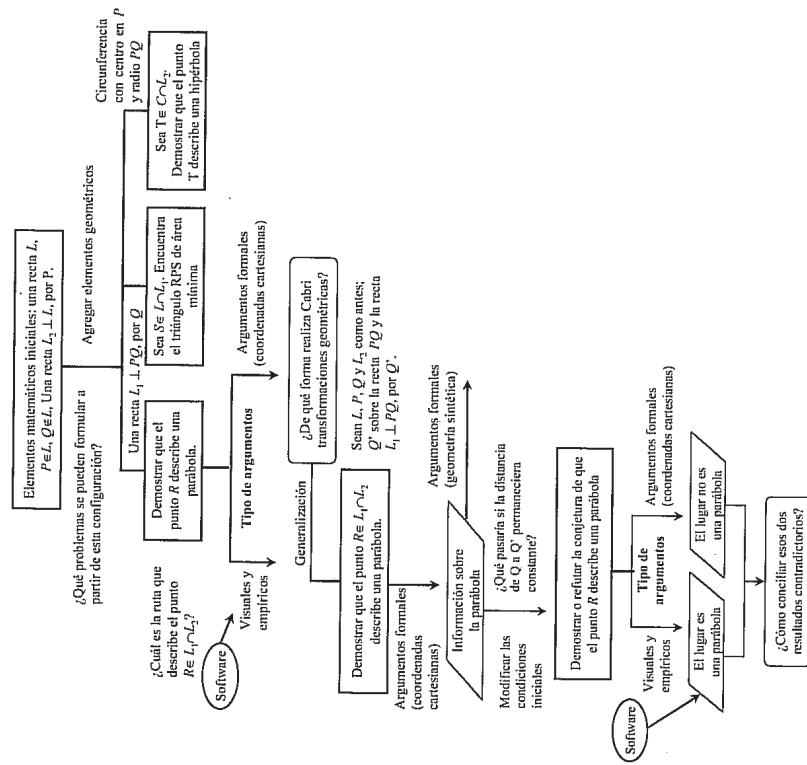 Elementos matemáticos iniciales: una recta L,
P∈L, Q∉L, Una recta L₂ ⊥ L, por P.
¿Qué problemas se pueden formular a
partir de esta configuración?
Agregar elementos geométricos
Una recta L₁ ⊥ PQ, por Q
Circunferencia
con centro en P
y radio PQ
¿Cuál es la ruta que
describe el punto
R∈ L₁∩L₂?
Demostrar que el
punto R describe una
parábola.
Sea S∈ L∩L₁. Encuentra
el triángulo RPS de área
mínima
Sea T∈ C∩L₂.
Demostrar que el punto
T describe una hipérbola
Software
Visuales y
empíricos
Tipo de argumentos
Argumentos formales
(coordenadas cartesianas)
Generalización
¿De qué forma realiza Cabri
transformaciones geométricas?
Demostrar que el punto R∈ L₁∩L₂
describe una parábola.
Sean L, P, Q y L₂ como antes;
Q' sobre la recta PQ y la recta
L₁ ⊥ PQ, por Q'.
Argumentos formales
(coordenadas
cartesianas)
Información sobre
la parábola
Argumentos formales
(geometría sintética)
Modificar las
condiciones
iniciales
¿Qué pasaría si la distancia
de Q a Q' permaneciera
constante?
Demostrar o refutar la conjetura de que
el punto R describe una parábola
Software
Visuales y
empíricos
Tipo de
argumentos
Argumentos formales
(coordenadas cartesianas)
El lugar es
una parábola
El lugar no es
una parábola
¿Cómo conciliar esos dos
resultados contradictorios?